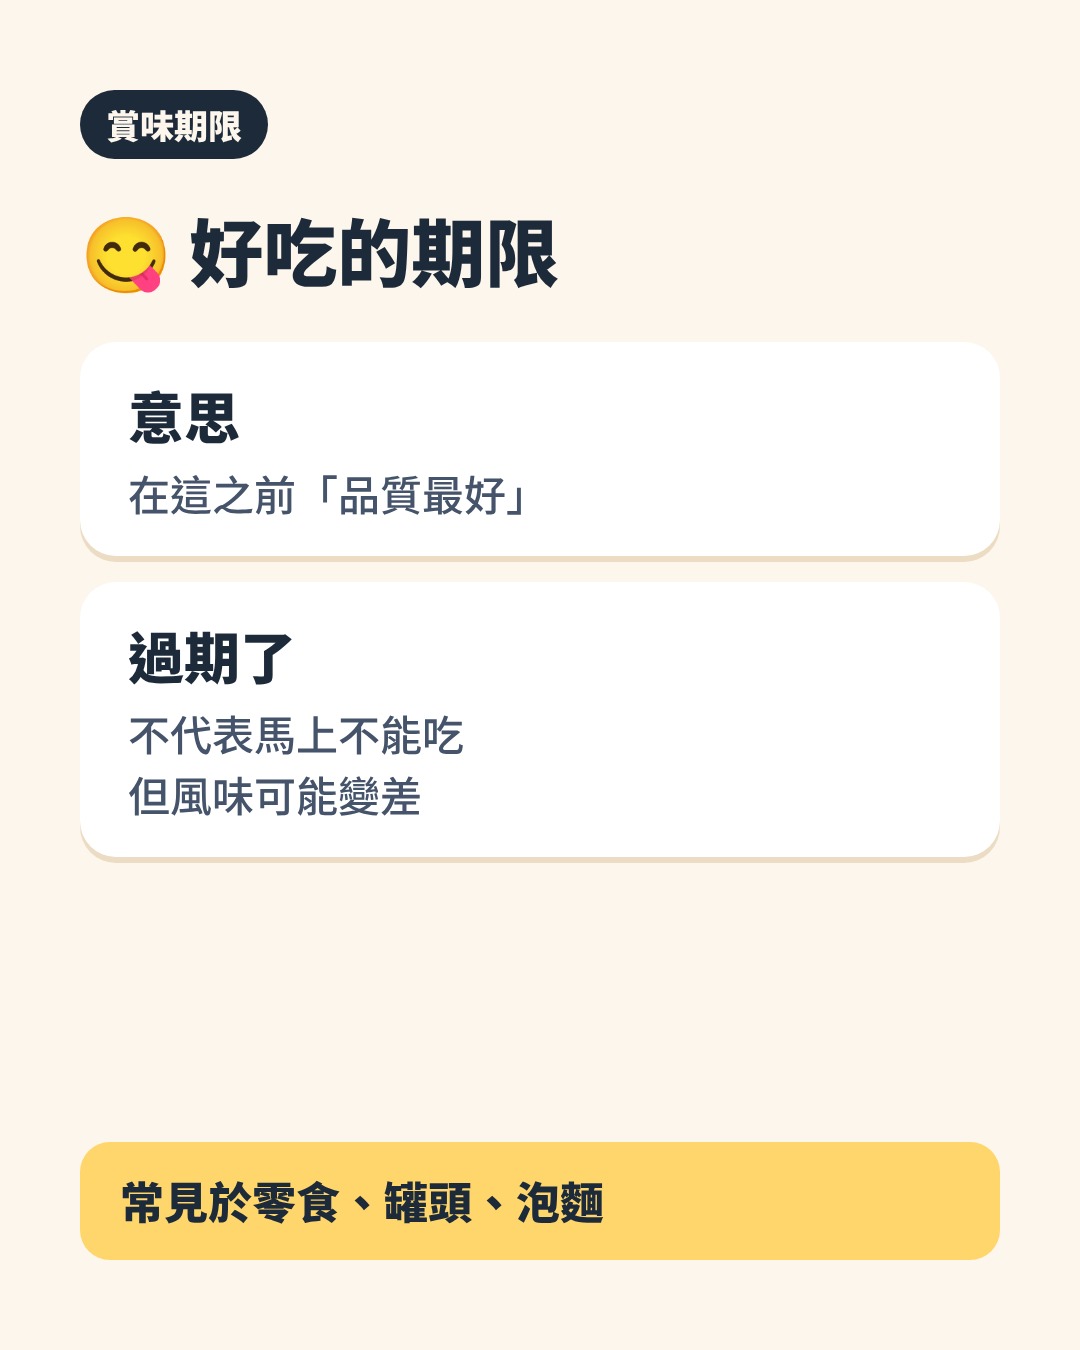 賞味期限
😋 好吃的期限
意思
在這之前「品質最好」
過期了
不代表馬上不能吃
但風味可能變差
常見於零食、罐頭、泡麵